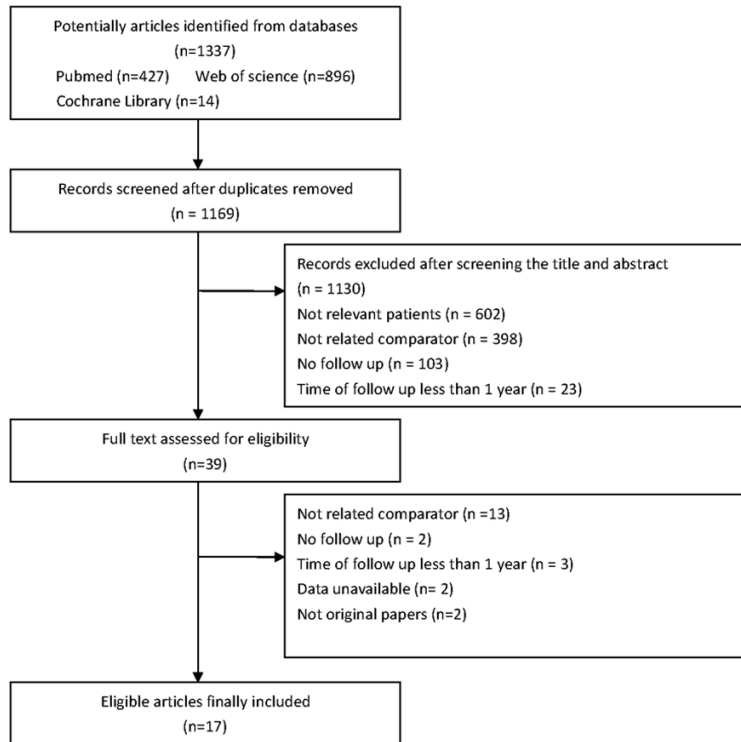 Potentially articles identified from databases
(n=1337)
Pubmed (n=427) Web of science (n=896)
Cochrane Library (n=14)
Records screened after duplicates removed
(n = 1169)
Records excluded after screening the title and abstract
(n = 1130)
Not relevant patients (n = 602)
Not related comparator (n = 398)
No follow up (n = 103)
Time of follow up less than 1 year (n = 23)
Full text assessed for eligibility
(n=39)
Not related comparator (n =13)
No follow up (n = 2)
Time of follow up less than 1 year (n = 3)
Data unavailable (n= 2)
Not original papers (n=2)
Eligible articles finally included
(n=17)